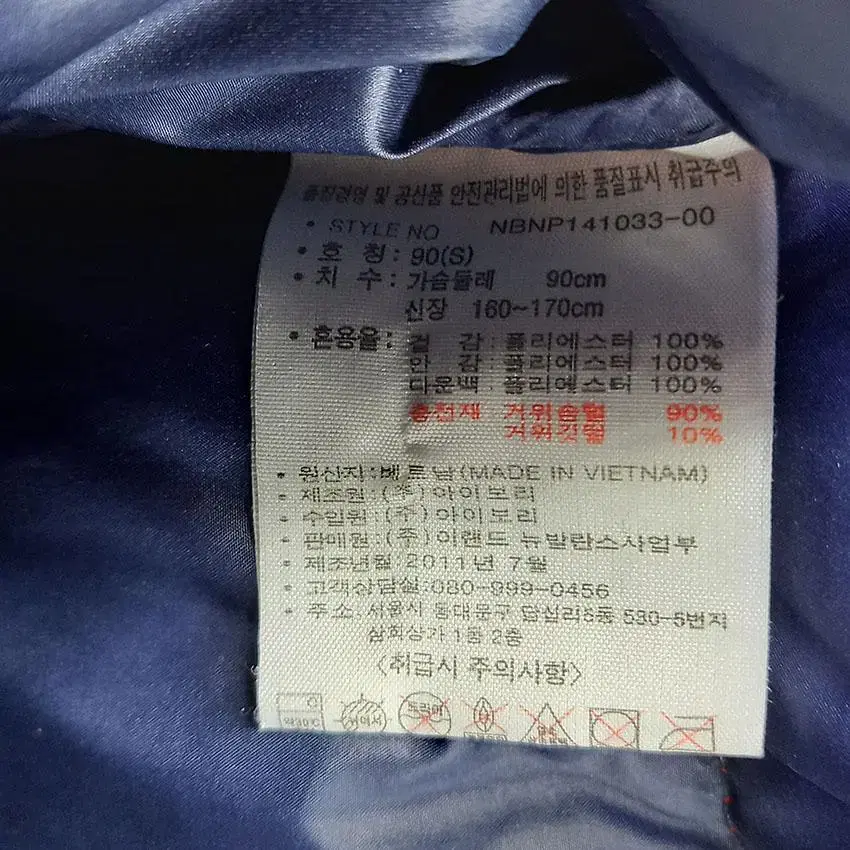 품질경영 및 공산품 안전관리법에 의한 품질표시 취급주의
• STYLE NO NBNP141033-00
• 호 칭 : 90(S)
• 치 수 : 가슴둘레 90cm
신장 160~170cm
• 혼용율 : 겉 감 : 폴리에스터 100%
안 감 : 폴리에스터 100%
다운백 : 폴리에스터 100%
충전재 거위솜털 90%
거위깃털 10%
• 원산지 : 베트남(MADE IN VIETNAM)
• 제조원 : (주)아이보리
• 수입원 : (주)아이보리
• 판매원 : (주)이랜드 뉴발란스사업부
• 제조년월 : 2011년 7월
• 고객상담실 : 080-999-0456
• 주소. 서울시 동대문구 답십리5동 530-5번지
삼희상가 1동 2층
<취급시 주의사항>
약30℃ 드라이